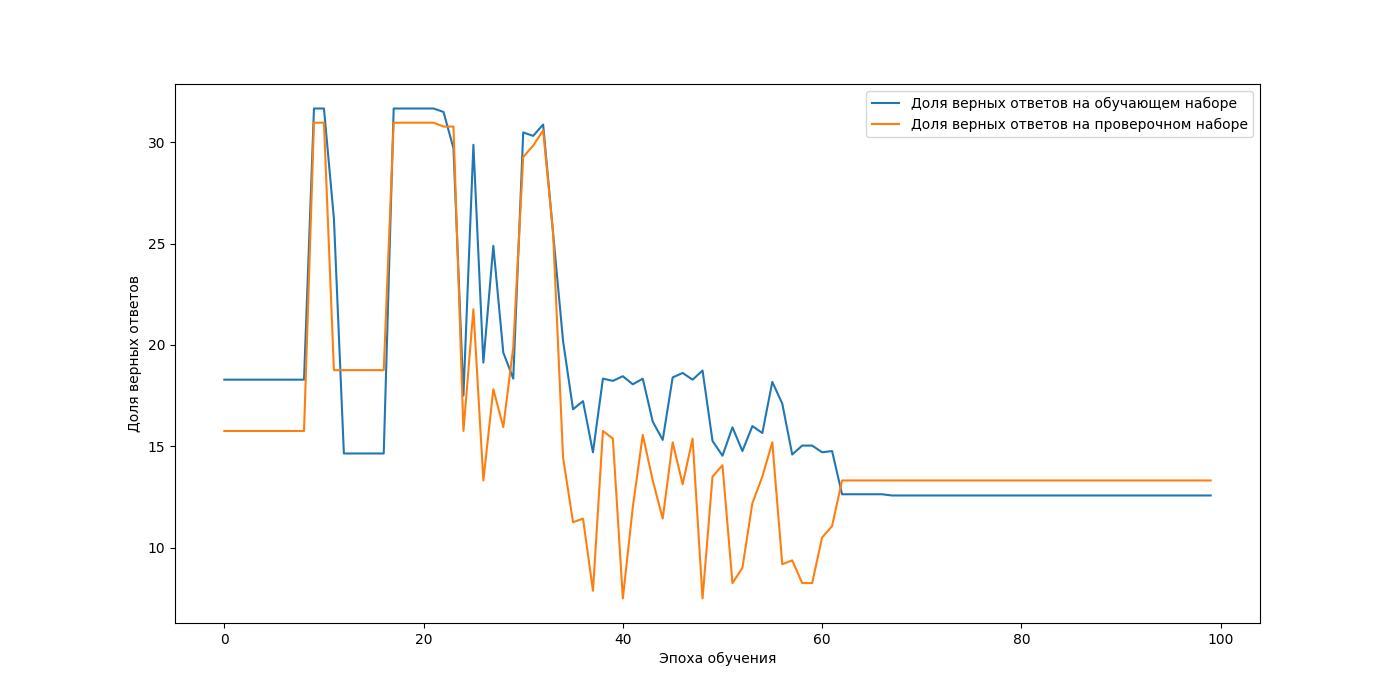 Доля верных ответов на обучающем наборе
Доля верных ответов на проверочном наборе
Доля верных ответов
30
25
20
15
10
0 20 40 60 80 100
Эпоха обучения